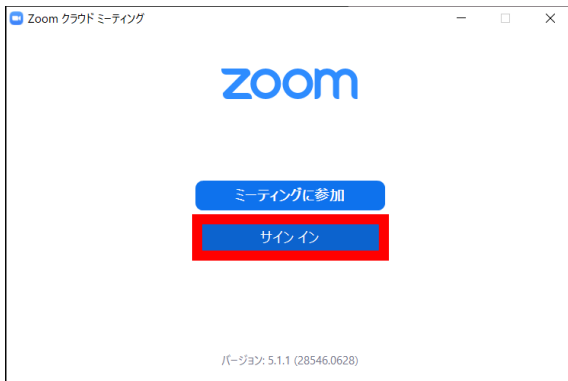 Zoom クラウド ミーティング
zoom
ミーティングに参加
サイン イン
バージョン: 5.1.1 (28546.0628)